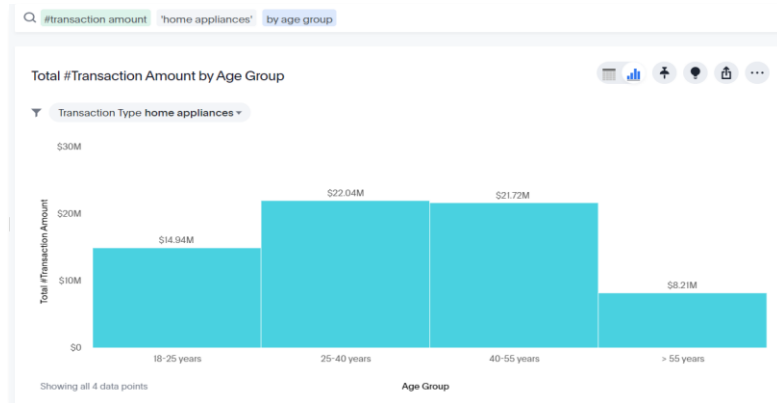 #transaction amount 'home appliances' by age group
Total #Transaction Amount by Age Group
Transaction Type home appliances
$30M
$20M
$10M
$0
Total #Transaction Amount
$14.94M
$22.04M
$21.72M
$8.21M
18-25 years
25-40 years
40-55 years
> 55 years
Showing all 4 data points
Age Group